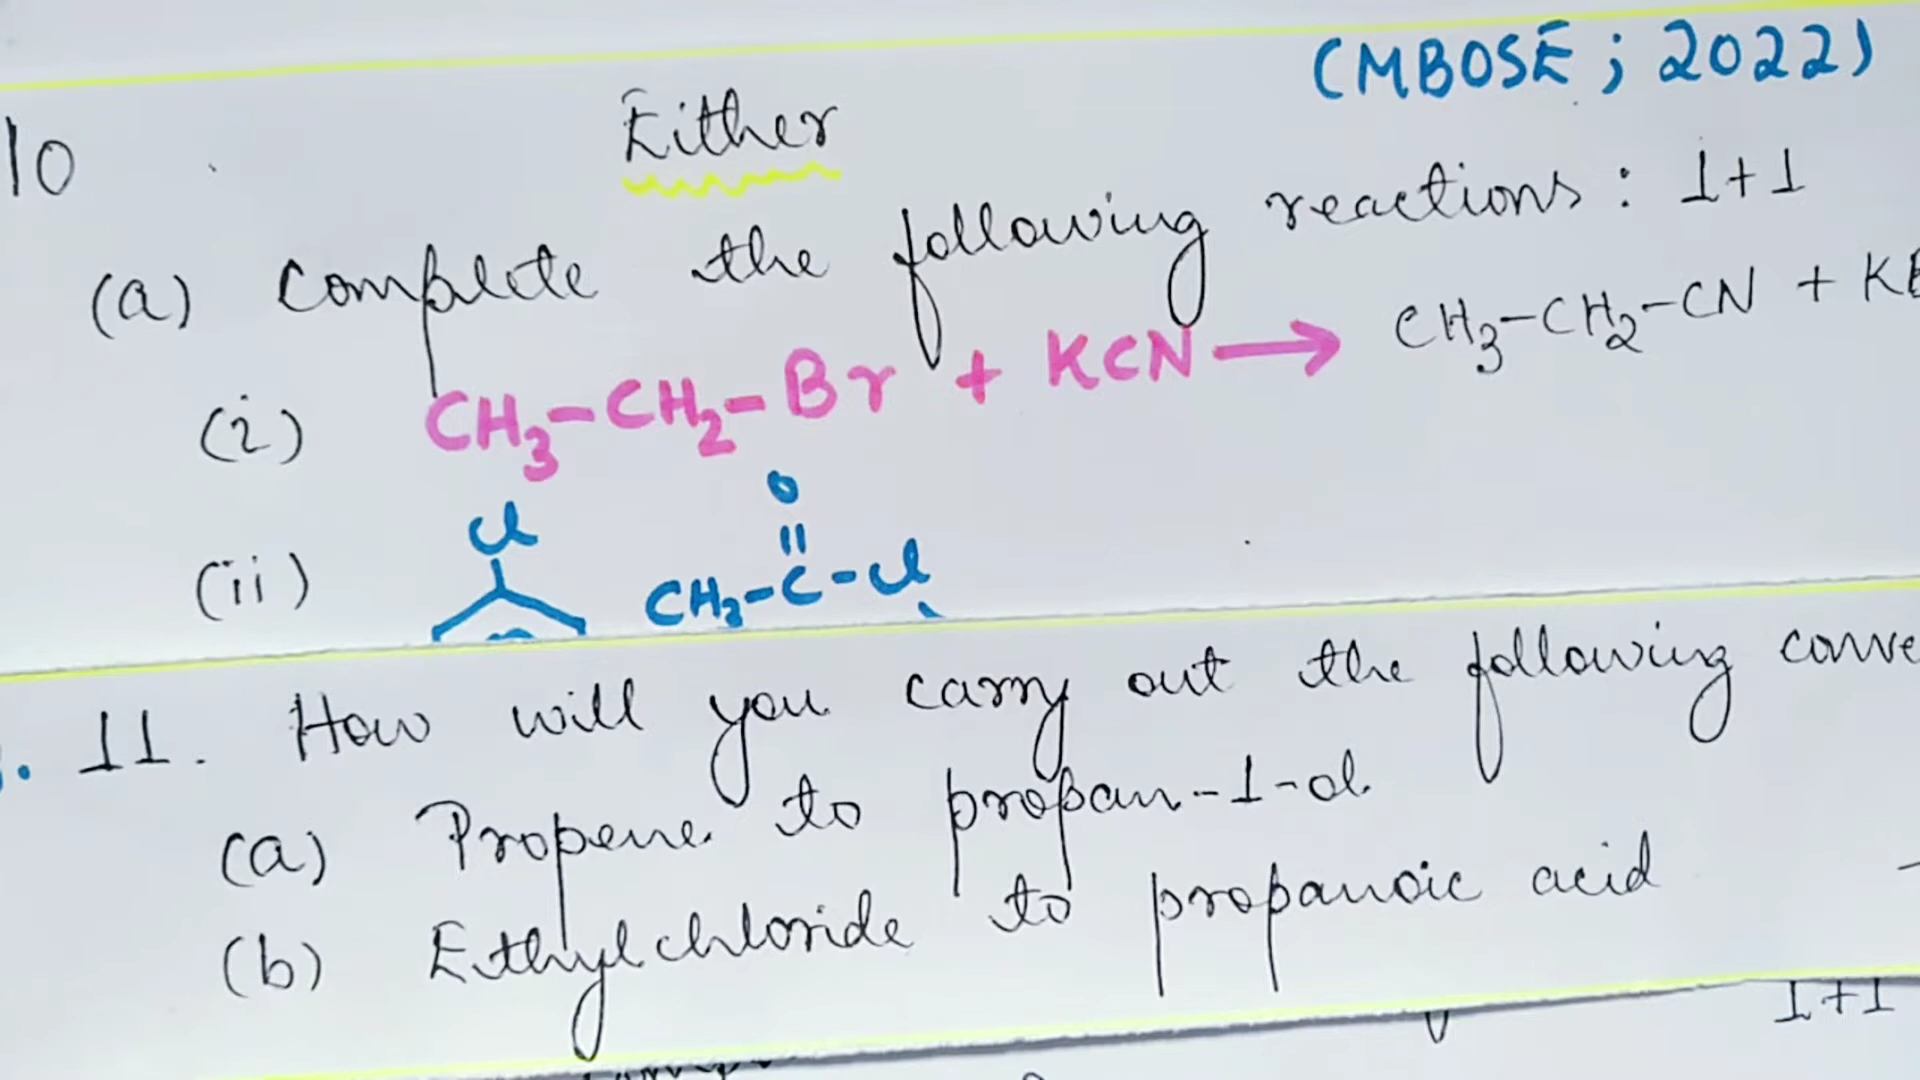 (MBOSE ; 2022)
10
Either
(a) Complete the following reactions : 1+1
(i) CH3-CH2-Br + KCN → CH3-CH2-CN + KB
(ii)
Cl
O
CH3-C-Cl
11. How will you carry out the following conve
(a) Propene to propan-1-ol
(b) Ethylchloride to propanoic acid
1+1